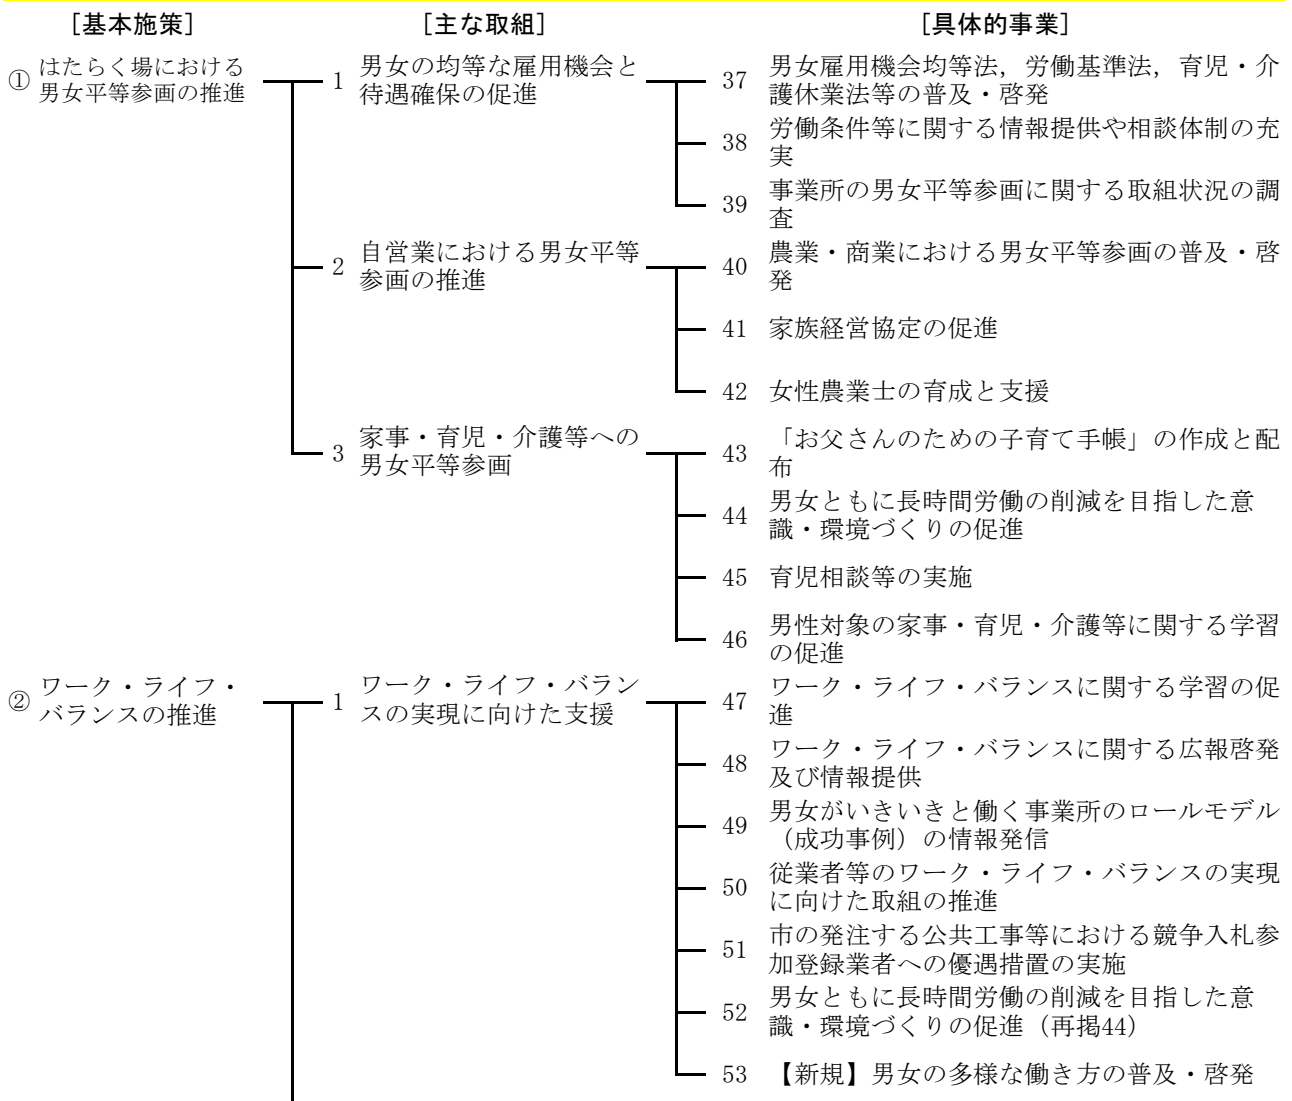 ［基本施策］ ［主な取組］ ［具体的事業］
① はたらく場における
男女平等参画の推進
1 男女の均等な雇用機会と
待遇確保の促進
37 男女雇用機会均等法，労働基準法，育児・介
護休業法等の普及・啓発
38 労働条件等に関する情報提供や相談体制の充
実
39 事業所の男女平等参画に関する取組状況の調
査
2 自営業における男女平等
参画の推進
40 農業・商業における男女平等参画の普及・啓
発
41 家族経営協定の促進
42 女性農業士の育成と支援
3 家事・育児・介護等への
男女平等参画
43 「お父さんのための子育て手帳」の作成と配
布
44 男女ともに長時間労働の削減を目指した意
識・環境づくりの促進
45 育児相談等の実施
46 男性対象の家事・育児・介護等に関する学習
の促進
② ワーク・ライフ・
バランスの推進
1 ワーク・ライフ・バラン
スの実現に向けた支援
47 ワーク・ライフ・バランスに関する学習の促
進
48 ワーク・ライフ・バランスに関する広報啓発
及び情報提供
49 男女がいきいきと働く事業所のロールモデル
（成功事例）の情報発信
50 従業者等のワーク・ライフ・バランスの実現
に向けた取組の推進
51 市の発注する公共工事等における競争入札参
加登録業者への優遇措置の実施
52 男女ともに長時間労働の削減を目指した意
識・環境づくりの促進（再掲44）
53 【新規】男女の多様な働き方の普及・啓発